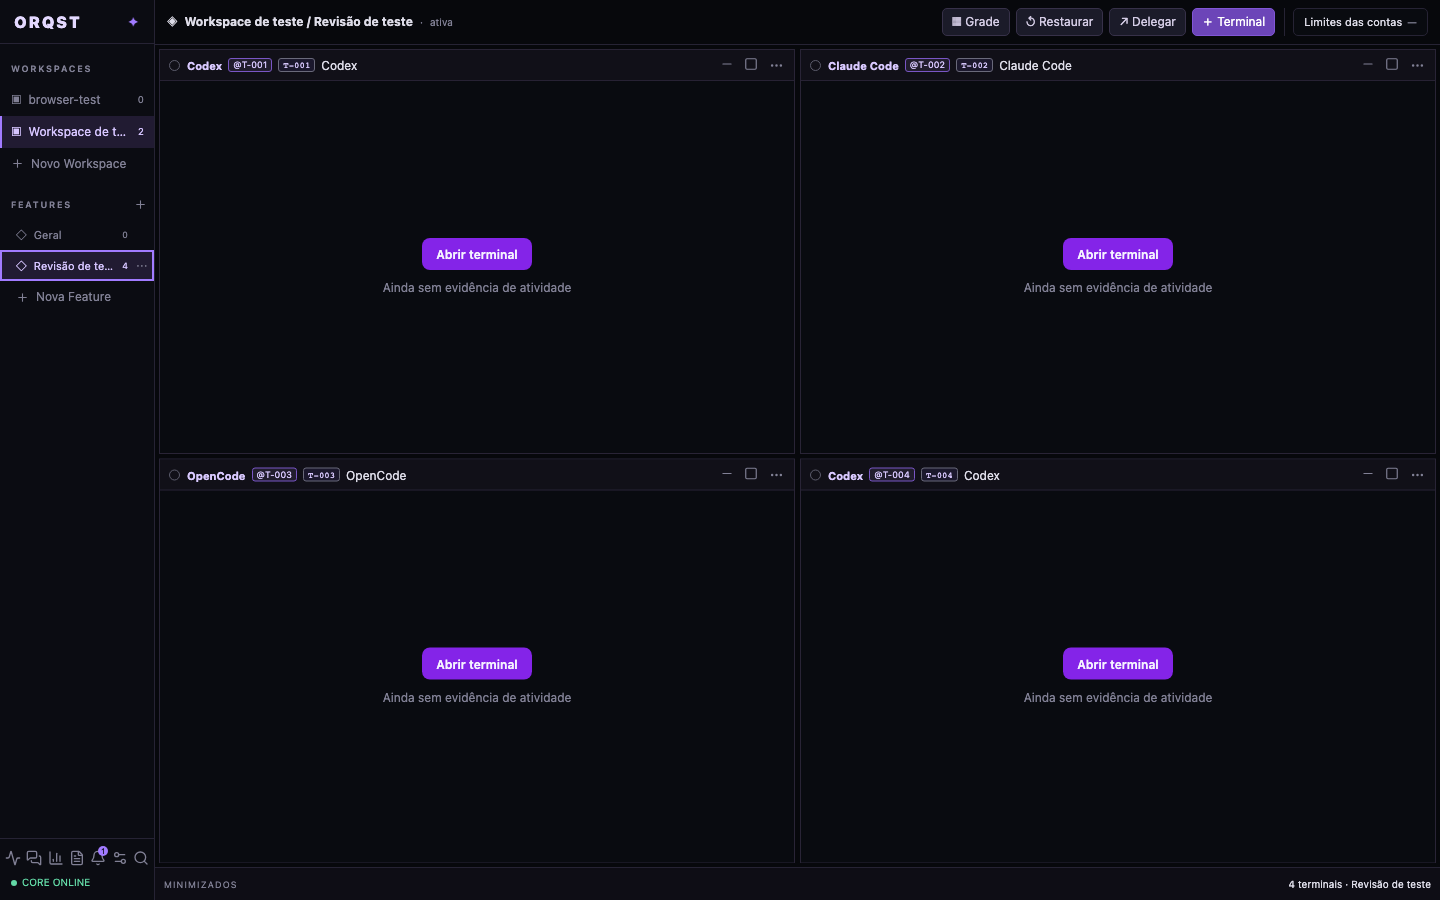 ORQST
WORKSPACES
browser-test 0
Workspace de t... 2
+ Novo Workspace
FEATURES +
Geral 0
Revisão de te... 4 ...
+ Nova Feature
CORE ONLINE
1
Workspace de teste / Revisão de teste · ativa
Grade
Restaurar
Delegar
+ Terminal
Limites das contas —
Codex @T-001 T-001 Codex
Abrir terminal
Ainda sem evidência de atividade
Claude Code @T-002 T-002 Claude Code
Abrir terminal
Ainda sem evidência de atividade
OpenCode @T-003 T-003 OpenCode
Abrir terminal
Ainda sem evidência de atividade
Codex @T-004 T-004 Codex
Abrir terminal
Ainda sem evidência de atividade
MINIMIZADOS
4 terminais · Revisão de teste